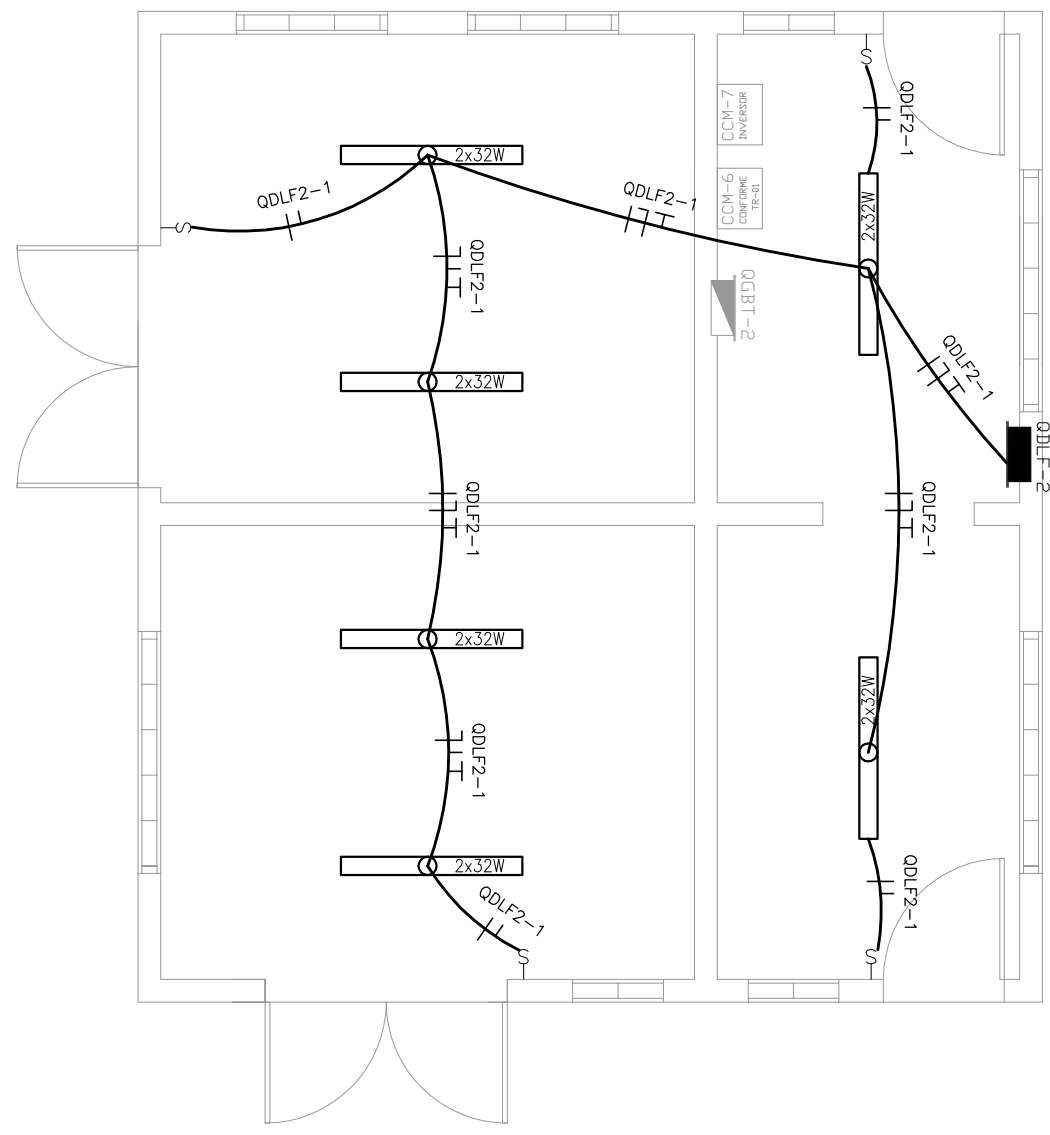 S
QDLF2-1
CCM-7
INVERSOR
2x32W
QDLF2-1
QDLF2-1
CCM-6
CONFORME
TR-01
2x32W
S
QDLF2-1
QGBT-2
QDLF2-1
2x32W
QDLF-2
QDLF2-1
QDLF2-1
2x32W
2x32W
QDLF2-1
2x32W
QDLF2-1
QDLF2-1
S
S